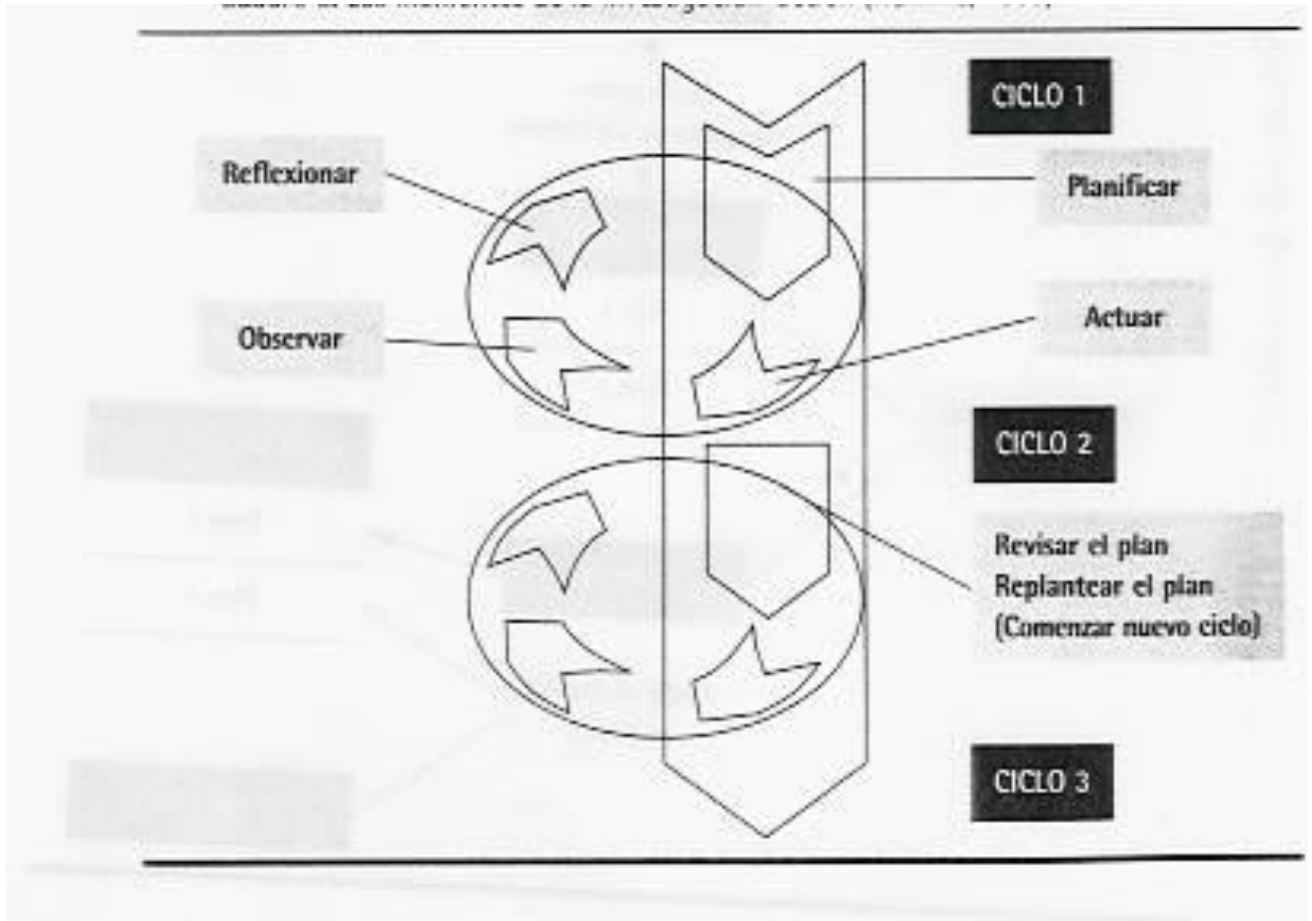 CICLO 1
Reflexionar
Planificar
Observar
Actuar
CICLO 2
Revisar el plan
Replantear el plan
(Comenzar nuevo ciclo)
CICLO 3